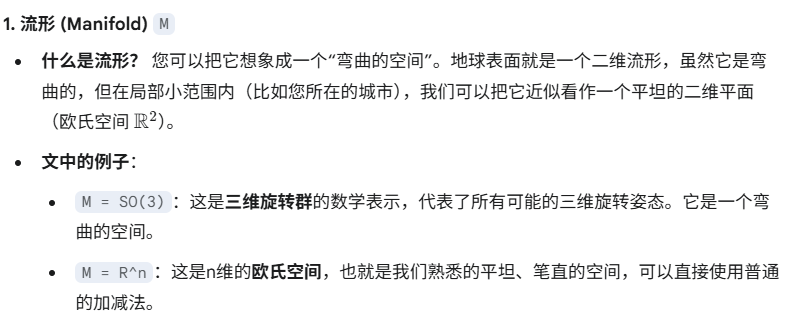 1. 流形 (Manifold) M
• 什么是流形？ 您可以把它想象成一个“弯曲的空间”。地球表面就是一个二维流形，虽然它是弯
曲的，但在局部小范围内（比如您所在的城市），我们可以把它近似看作一个平坦的二维平面
（欧氏空间 ℝ²）。
• 文中的例子：
• M = SO(3)：这是三维旋转群的数学表示，代表了所有可能的三维旋转姿态。它是一个弯
曲的空间。
• M = R^n：这是n维的欧氏空间，也就是我们熟悉的平坦、笔直的空间，可以直接使用普通
的加减法。